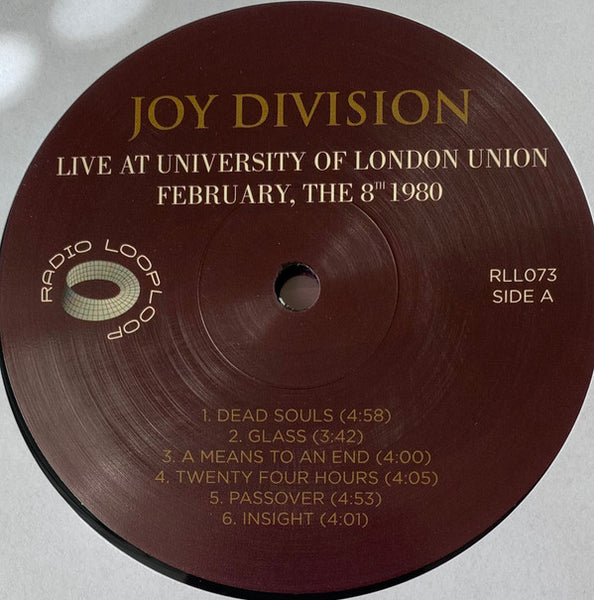 JOY DIVISION
LIVE AT UNIVERSITY OF LONDON UNION
FEBRUARY, THE 8TH 1980
RADIO LOOPLOOP
RLL073
SIDE A
1. DEAD SOULS (4:58)
2. GLASS (3:42)
3. A MEANS TO AN END (4:00)
4. TWENTY FOUR HOURS (4:05)
5. PASSOVER (4:53)
6. INSIGHT (4:01)